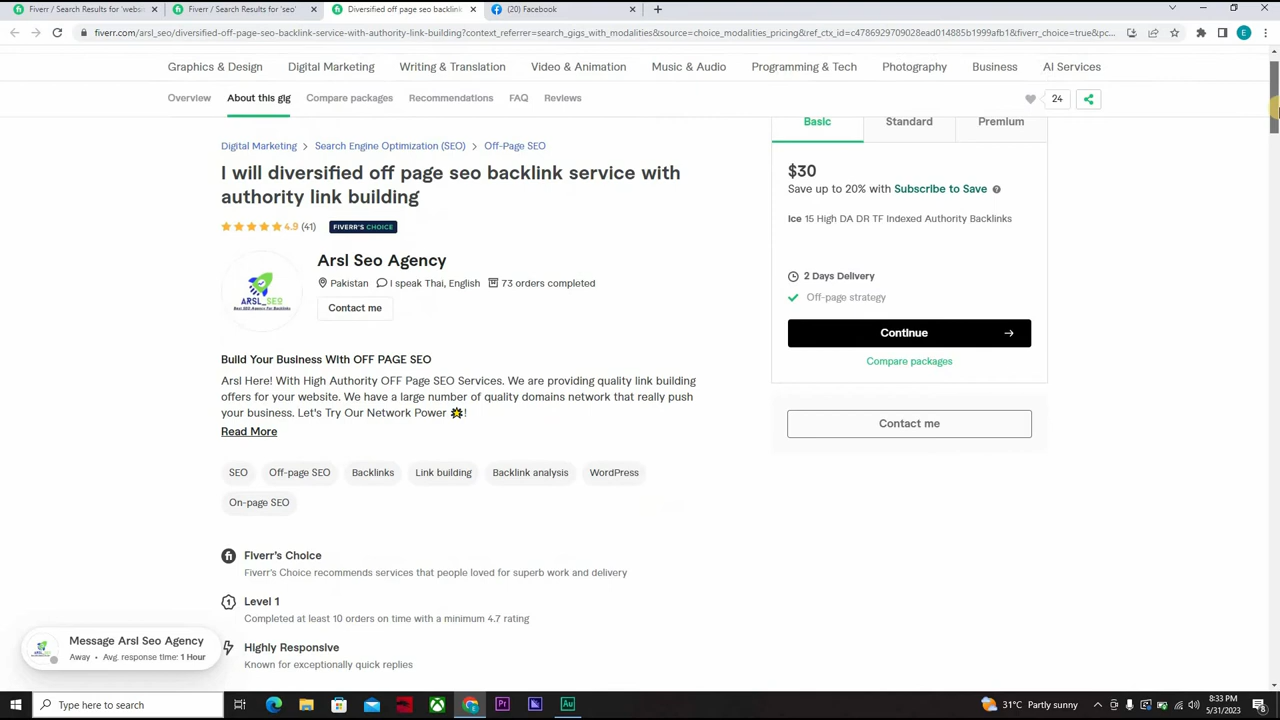 Fiverr / Search Results for 'webs
Fiverr / Search Results for 'seo'
Diversified off page seo backlink
(20) Facebook
fiverr.com/arsl_seo/diversified-off-page-seo-backlink-service-with-authority-link-building?context_referrer=search_gigs_with_modalities&source=choice_modalities_pricing&ref_ctx_id=c4786929709028ead014885b1999afb1&fiverr_choice=true&pc...
E
Graphics & Design
Digital Marketing
Writing & Translation
Video & Animation
Music & Audio
Programming & Tech
Photography
Business
AI Services
Overview
About this gig
Compare packages
Recommendations
FAQ
Reviews
24
Digital Marketing > Search Engine Optimization (SEO) > Off-Page SEO
I will diversified off page seo backlink service with
authority link building
4.9 (41) FIVERR'S CHOICE
ARSL_SEO
Best SEO Agency For Backlinks
Arsl Seo Agency
Pakistan I speak Thai, English 73 orders completed
Contact me
Build Your Business With OFF PAGE SEO
Arsl Here! With High Authority OFF Page SEO Services. We are providing quality link building
offers for your website. We have a large number of quality domains network that really push
your business. Let's Try Our Network Power !
Read More
SEO
Off-page SEO
Backlinks
Link building
Backlink analysis
WordPress
On-page SEO
fi Fiverr's Choice
Fiverr's Choice recommends services that people loved for superb work and delivery
1 Level 1
Completed at least 10 orders on time with a minimum 4.7 rating
Highly Responsive
Known for exceptionally quick replies
Basic
Standard
Premium
$30
Save up to 20% with Subscribe to Save
Ice 15 High DA DR TF Indexed Authority Backlinks
2 Days Delivery
Off-page strategy
Continue
Compare packages
Contact me
Message Arsl Seo Agency
Away • Avg. response time: 1 Hour
Type here to search
Pr
Au
31°C Partly sunny
8:33 PM
5/31/2023